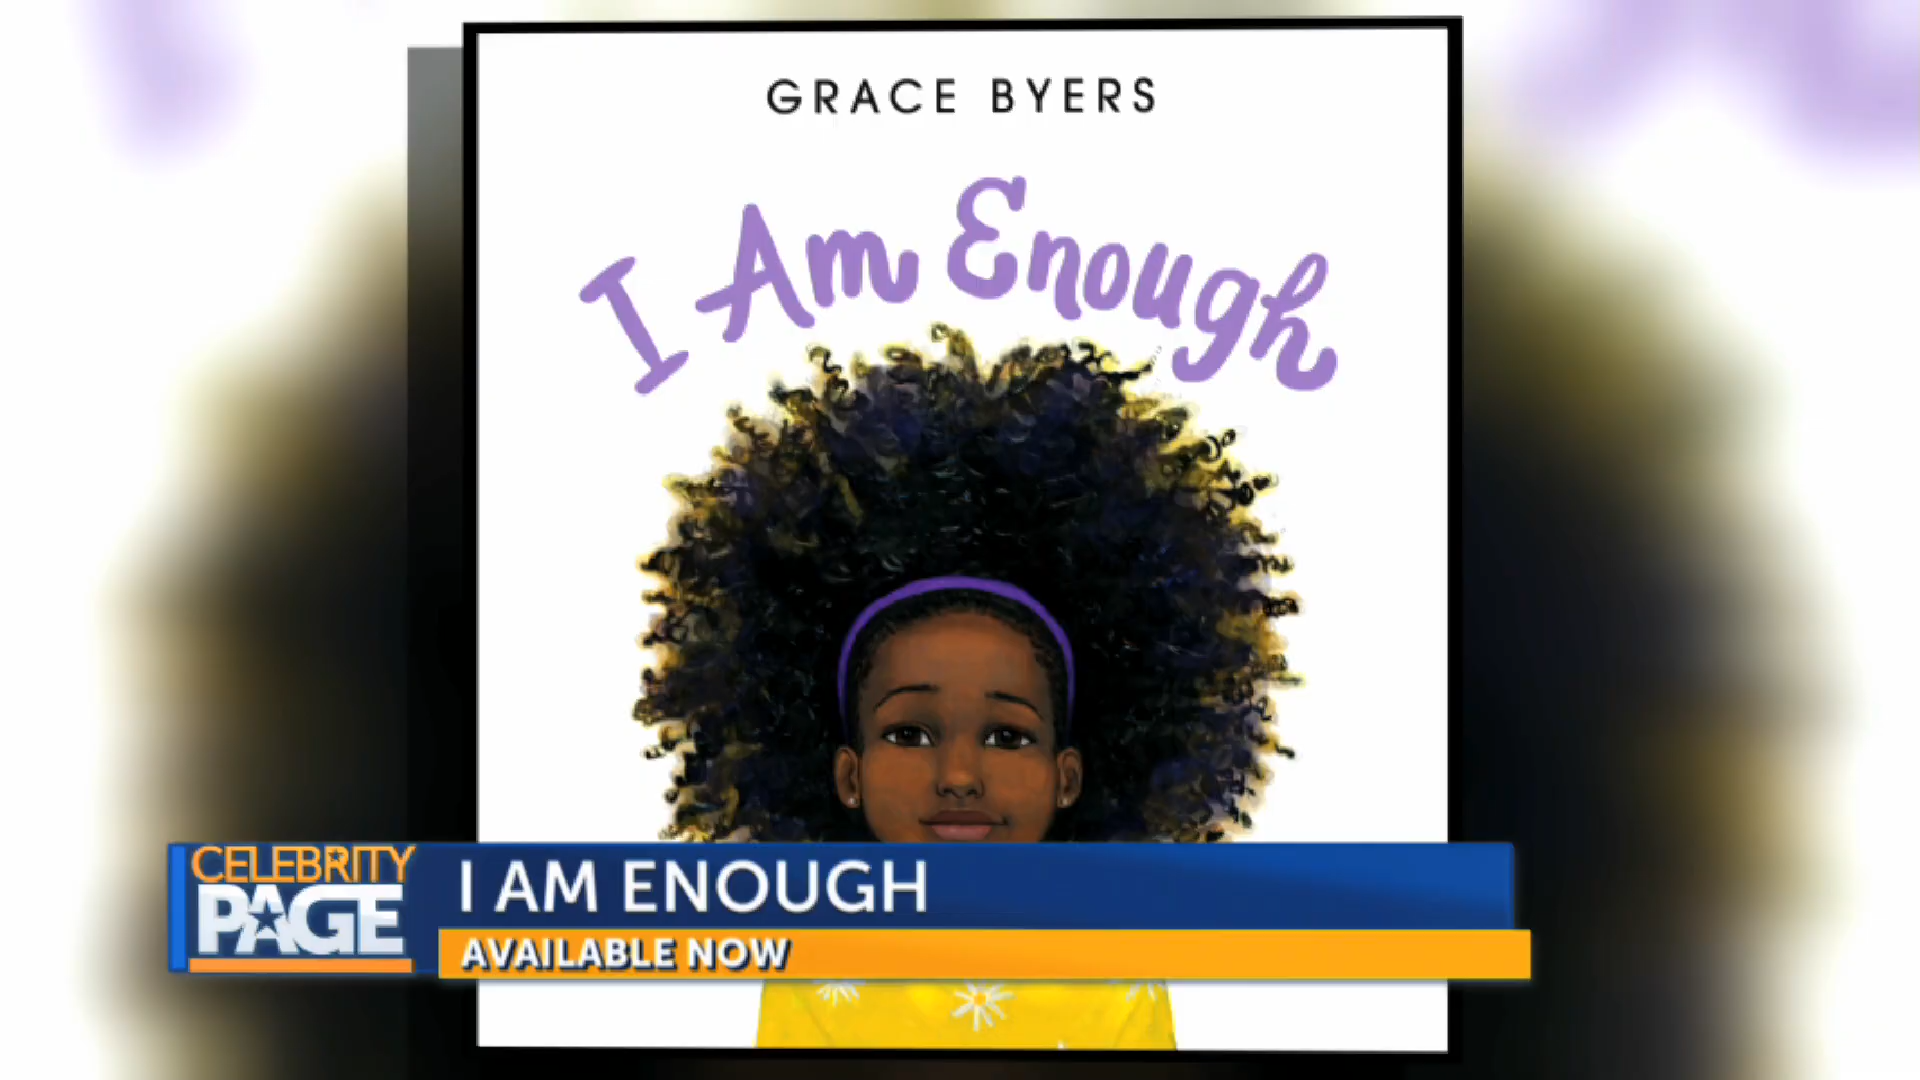 GRACE BYERS
I Am Enough
CELEBRITY
PAGE
I AM ENOUGH
AVAILABLE NOW